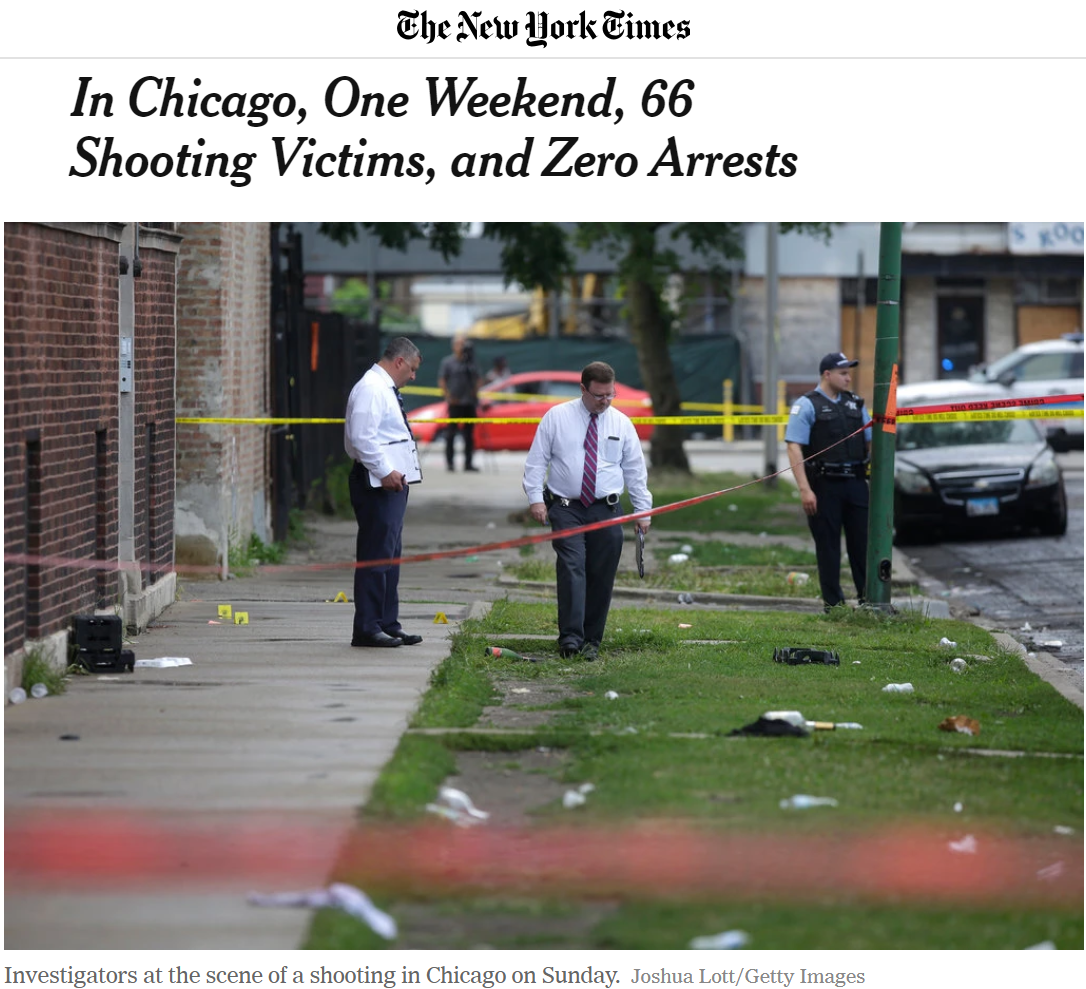 The New York Times
In Chicago, One Weekend, 66
Shooting Victims, and Zero Arrests
Investigators at the scene of a shooting in Chicago on Sunday. Joshua Lott/Getty Images